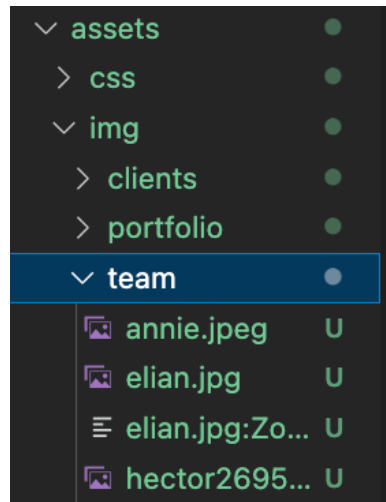 assets
css
img
clients
portfolio
team
annie.jpeg U
elian.jpg U
elian.jpg:Zo... U
hector2695... U